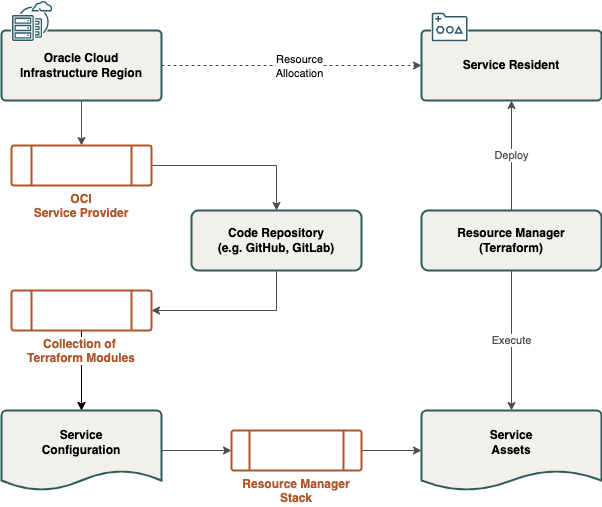 Oracle Cloud
Infrastructure Region
Resource
Allocation
Service Resident
OCI
Service Provider
Deploy
Code Repository
(e.g. GitHub, GitLab)
Resource Manager
(Terraform)
Collection of
Terraform Modules
Execute
Service
Configuration
Resource Manager
Stack
Service
Assets